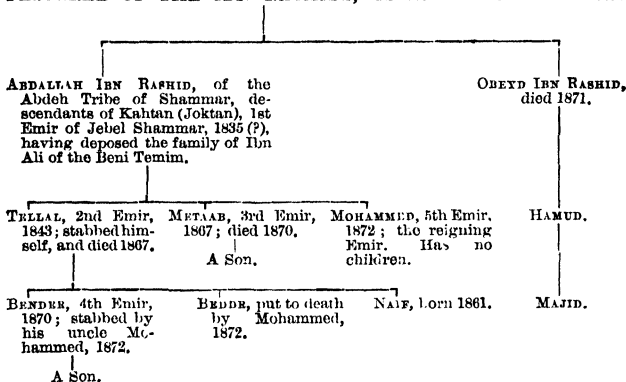 ABDALLAH IBN RASHID, of the
Abdeh Tribe of Shammar, de-
scendants of Kahtan (Joktan), 1st
Emir of Jebel Shammar, 1835 (?),
having deposed the family of Ibn
Ali of the Beni Temim.
OBEYD IBN RASHID,
died 1871.
TELLAL, 2nd Emir,
1843; stabbed him-
self, and died 1867.
METAAB, 3rd Emir,
1867; died 1870.
A Son.
MOHAMMED, 5th Emir.
1872; the reigning
Emir. Has no
children.
HAMUD.
BENDER, 4th Emir,
1870; stabbed by
his uncle Mo-
hammed, 1872.
A Son.
BEDDR, put to death
by Mohammed,
1872.
NAIF, born 1861.
MAJID.